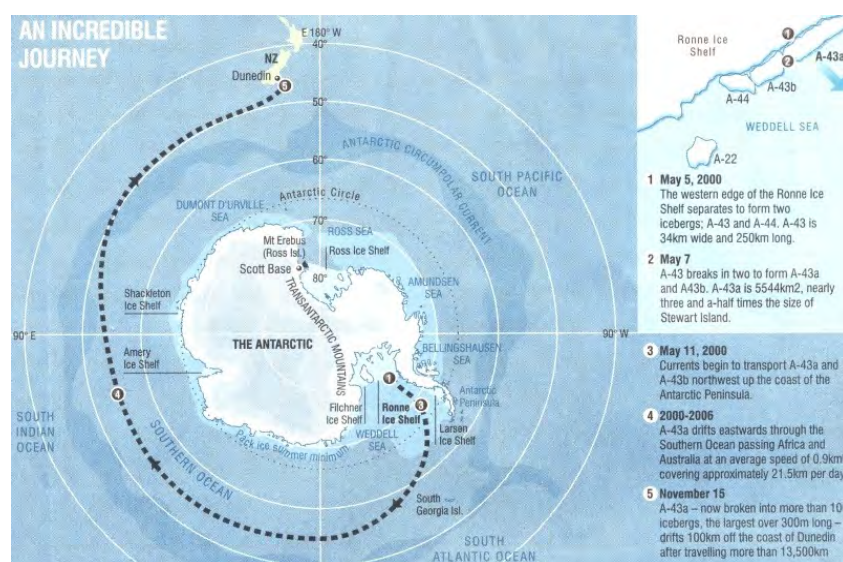 AN INCREDIBLE
JOURNEY
E 180° W
40°
NZ
Dunedin
5
50°
60°
ANTARCTIC CIRCUMPOLAR CURRENT
SOUTH PACIFIC
OCEAN
DUMONT D'URVILLE
SEA
Antarctic Circle
70°
ROSS SEA
Mt Erebus
(Ross Isl.)
Ross Ice Shelf
Scott Base
80°
AMUNDSEN
SEA
Shackleton
Ice Shelf
TRANSANTARCTIC MOUNTAINS
90° E
THE ANTARCTIC
90° W
BELLINGSHAUSEN
SEA
Amery
Ice Shelf
1
4
3
Antarctic
Peninsula
Filchner
Ice Shelf
Ronne
Ice Shelf
Larsen
Ice Shelf
SOUTH
INDIAN
OCEAN
WEDDELL
SEA
SOUTHERN OCEAN
Pack ice summer minimum
South
Georgia Isl.
SOUTH
ATLANTIC OCEAN
Ronne Ice
Shelf
1
2
A-43a
A-44
A-43b
WEDDELL SEA
A-22
1 May 5, 2000
The western edge of the Ronne Ice
Shelf separates to form two
icebergs; A-43 and A-44. A-43 is
34km wide and 250km long.
2 May 7
A-43 breaks in two to form A-43a
and A43b. A-43a is 5544km2, nearly
three and a-half times the size of
Stewart Island.
3 May 11, 2000
Currents begin to transport A-43a and
A-43b northwest up the coast of the
Antarctic Peninsula.
4 2000-2006
A-43a drifts eastwards through the
Southern Ocean passing Africa and
Australia at an average speed of 0.9km
covering approximately 21.5km per day
5 November 15
A-43a – now broken into more than
icebergs, the largest over 300m long –
drifts 100km off the coast of Dunedin
after travelling more than 13,500km